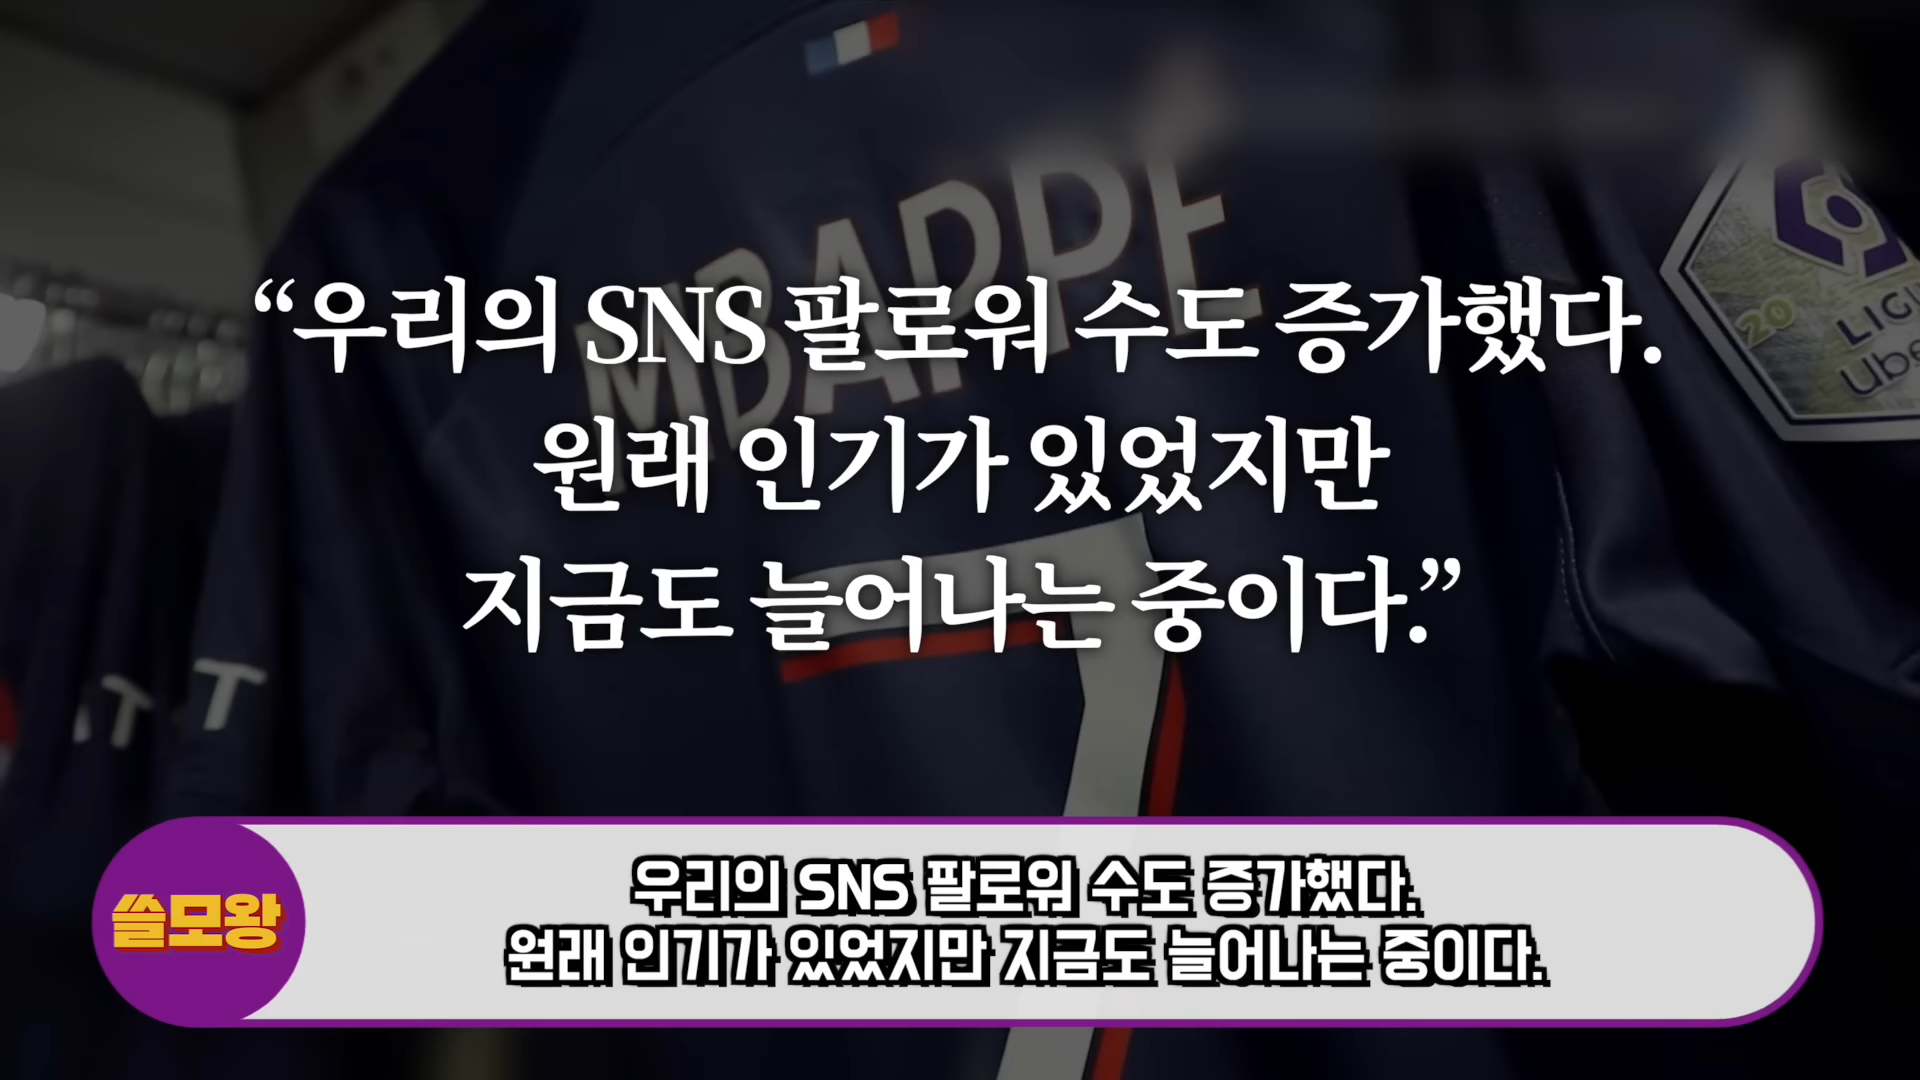 MBAPPE
“우리의 SNS 팔로워 수도 증가했다.
원래 인기가 있었지만
지금도 늘어나는 중이다.”
20
LIGU
Ube
T
T
7
쓸모왕
우리의 SNS 팔로워 수도 증가했다.
원래 인기가 있었지만 지금도 늘어나는 중이다.